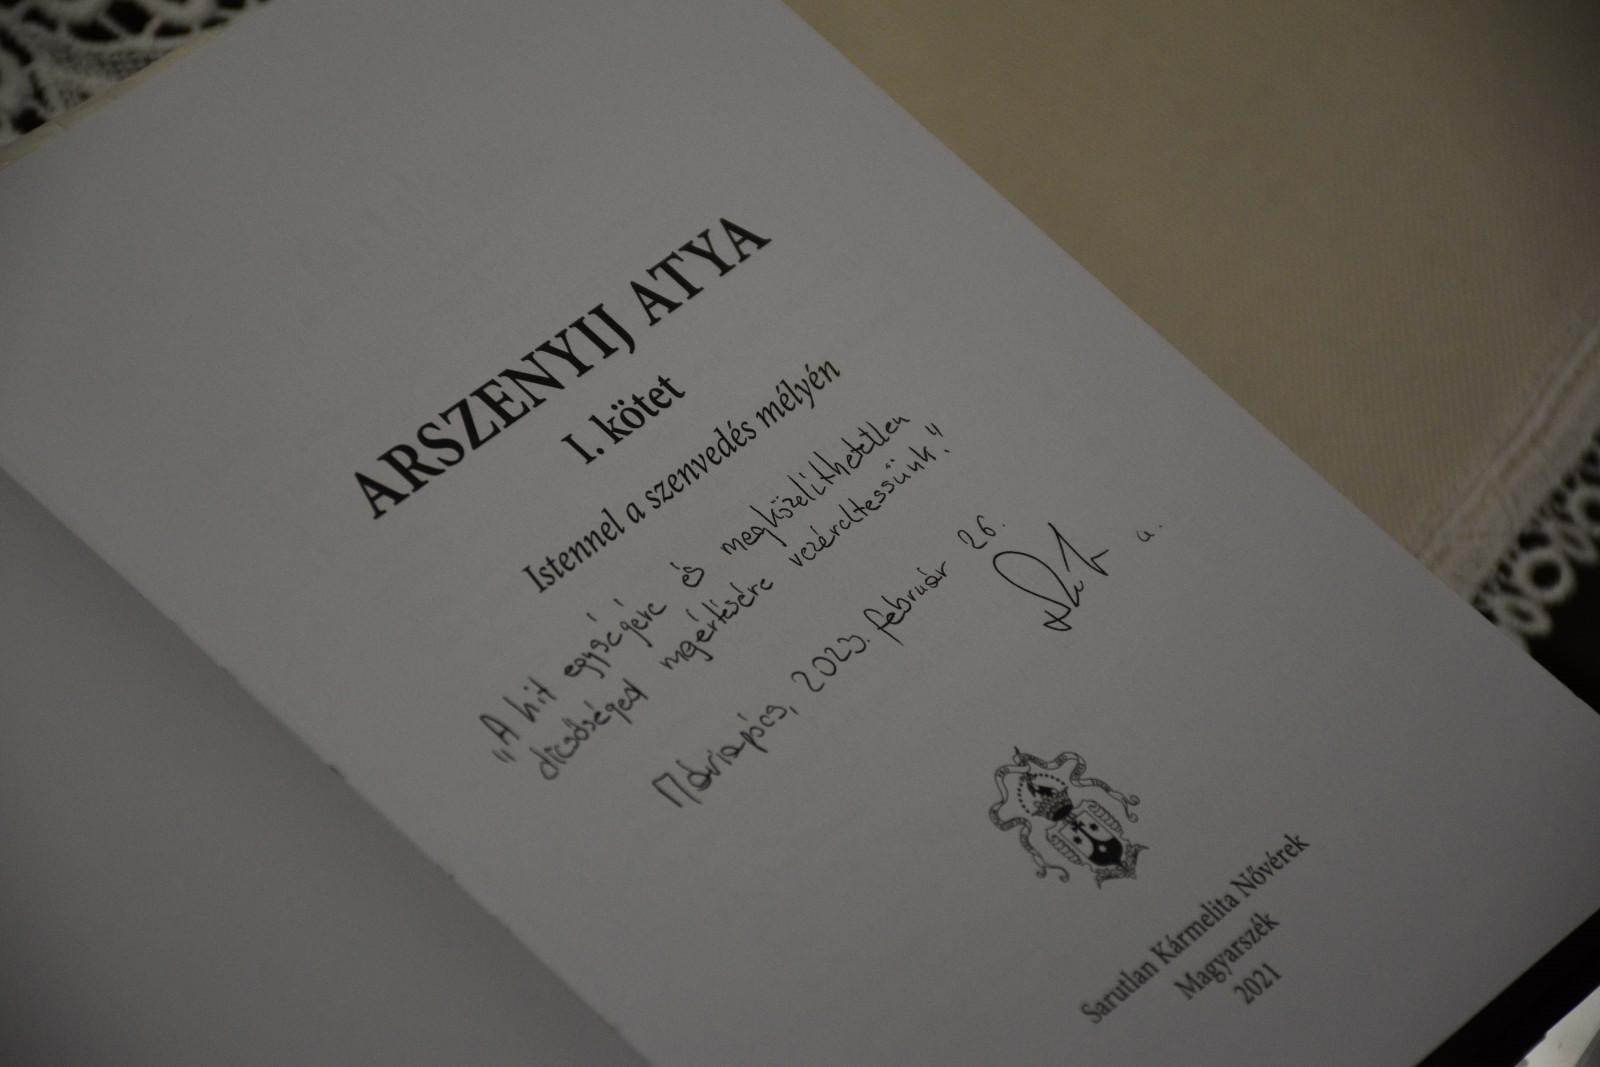 ARSZENYIJ ATYA
I. kötet
Istennel a szenvedés mélyén
„A hit egységére és megközelíthetetlen
dicsőséged megértésére vezéreltessünk."
Máriapócs, 2023. február 26.
a.
Sarutlan Kármelita Nővérek
Magyarszék
2021